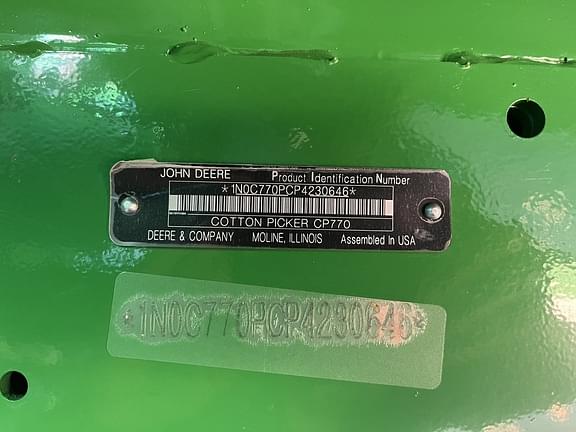 JOHN DEERE Product Identification Number
*1N0C770PCP4230646*
COTTON PICKER CP770
DEERE & COMPANY MOLINE, ILLINOIS Assembled In USA
*1N0C770PCP4230646*